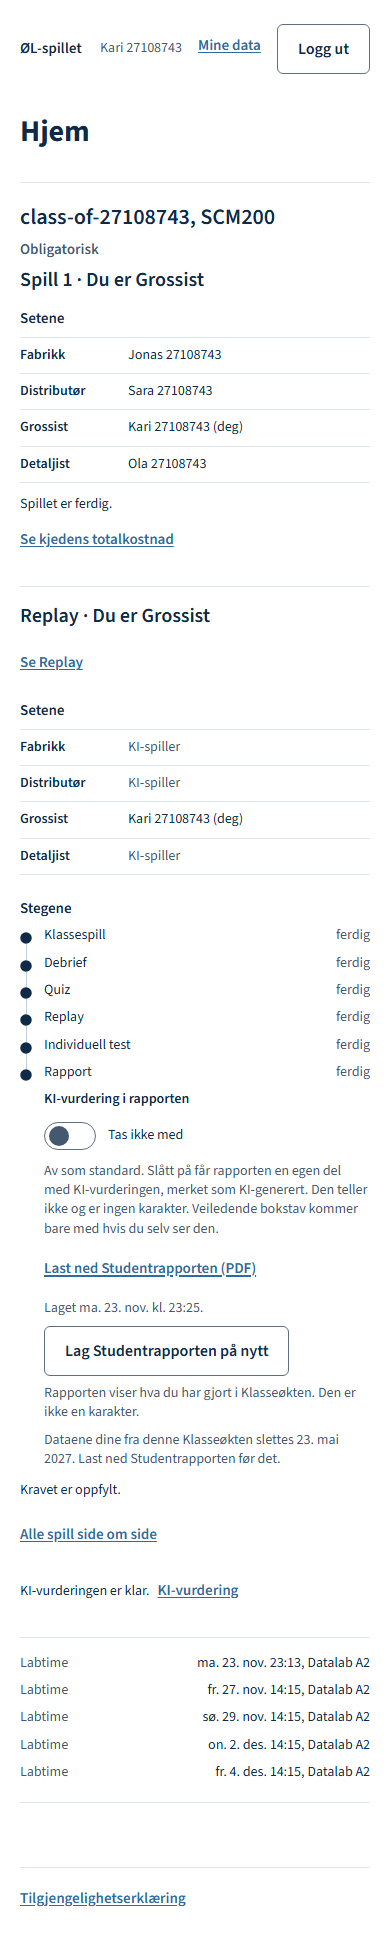 ØL-spillet Kari 27108743 Mine data Logg ut
Hjem
class-of-27108743, SCM200
Obligatorisk
Spill 1 · Du er Grossist
Setene
Fabrikk Jonas 27108743
Distributør Sara 27108743
Grossist Kari 27108743 (deg)
Detaljist Ola 27108743
Spillet er ferdig.
Se kjedens totalkostnad
Replay · Du er Grossist
Se Replay
Setene
Fabrikk KI-spiller
Distributør KI-spiller
Grossist Kari 27108743 (deg)
Detaljist KI-spiller
Stegene
Klassespill ferdig
Debrief ferdig
Quiz ferdig
Replay ferdig
Individuell test ferdig
Rapport ferdig
KI-vurdering i rapporten
Tas ikke med
Av som standard. Slått på får rapporten en egen del
med KI-vurderingen, merket som KI-generert. Den teller
ikke og er ingen karakter. Veiledende bokstav kommer
bare med hvis du selv ser den.
Last ned Studentrapporten (PDF)
Laget ma. 23. nov. kl. 23:25.
Lag Studentrapporten på nytt
Rapporten viser hva du har gjort i Klasseøkten. Den er
ikke en karakter.
Dataene dine fra denne Klasseøkten slettes 23. mai
2027. Last ned Studentrapporten før det.
Kravet er oppfylt.
Alle spill side om side
KI-vurderingen er klar. KI-vurdering
Labtime ma. 23. nov. 23:13, Datalab A2
Labtime fr. 27. nov. 14:15, Datalab A2
Labtime sø. 29. nov. 14:15, Datalab A2
Labtime on. 2. des. 14:15, Datalab A2
Labtime fr. 4. des. 14:15, Datalab A2
Tilgjengelighetserklæring